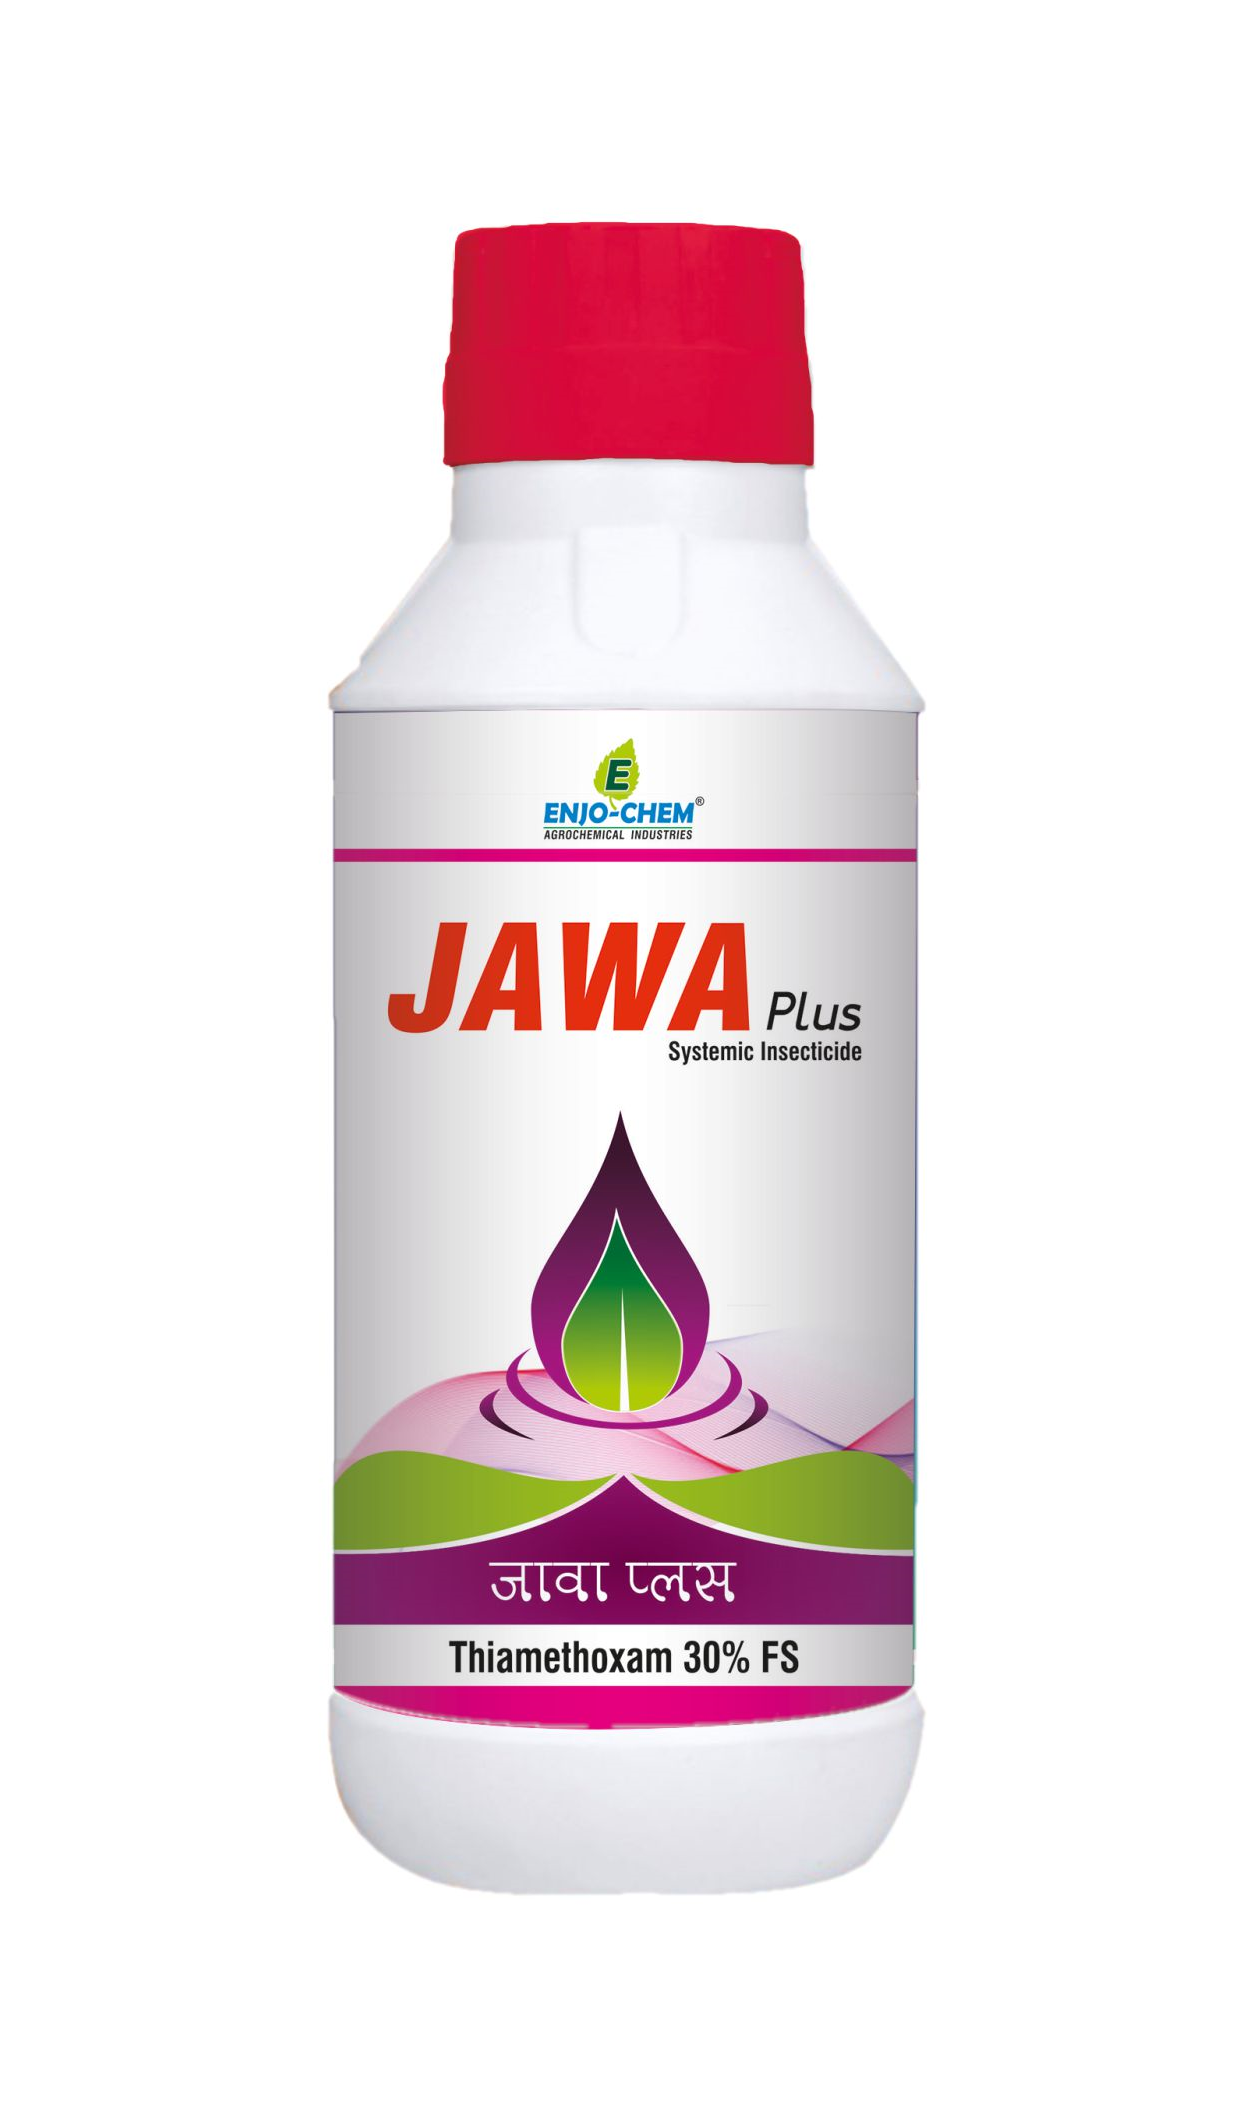 E
ENJO-CHEM®
AGROCHEMICAL INDUSTRIES
JAWA Plus
Systemic Insecticide
जावा प्लस
Thiamethoxam 30% FS